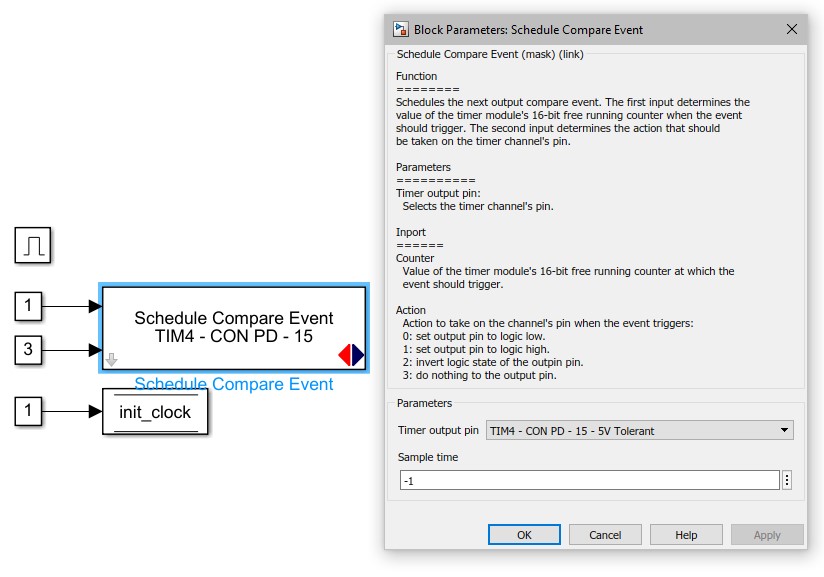 1
3
Schedule Compare Event
TIM4 - CON PD - 15
Schedule Compare Event
1
init_clock
Block Parameters: Schedule Compare Event
Schedule Compare Event (mask) (link)
Function
========
Schedules the next output compare event. The first input determines the
value of the timer module's 16-bit free running counter when the event
should trigger. The second input determines the action that should
be taken on the timer channel's pin.
Parameters
==========
Timer output pin:
Selects the timer channel's pin.
Inport
======
Counter
Value of the timer module's 16-bit free running counter at which the
event should trigger.
Action
Action to take on the channel's pin when the event triggers:
0: set output pin to logic low.
1: set output pin to logic high.
2: invert logic state of the outpin pin.
3: do nothing to the output pin.
Parameters
Timer output pin TIM4 - CON PD - 15 - 5V Tolerant
Sample time
-1
OK Cancel Help Apply